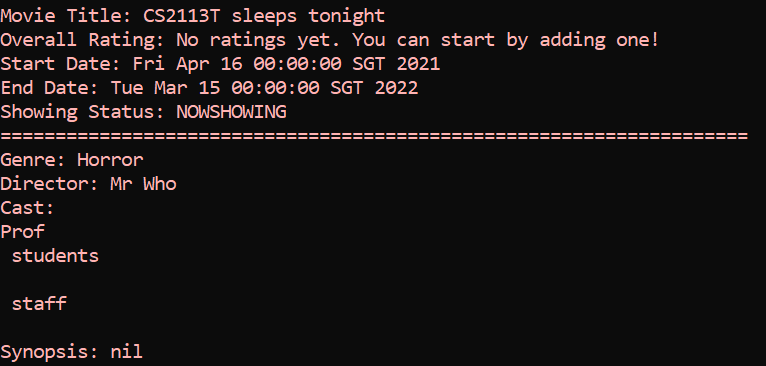 Movie Title: CS2113T sleeps tonight
Overall Rating: No ratings yet. You can start by adding one!
Start Date: Fri Apr 16 00:00:00 SGT 2021
End Date: Tue Mar 15 00:00:00 SGT 2022
Showing Status: NOWSHOWING
====================================================================
Genre: Horror
Director: Mr Who
Cast:
Prof
 students
 staff
Synopsis: nil